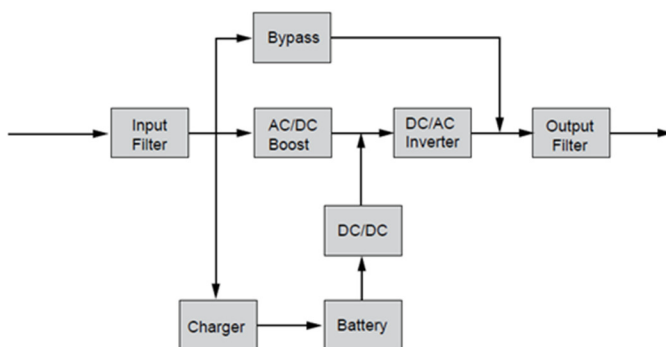 Bypass
Input
Filter
AC/DC
Boost
DC/AC
Inverter
Output
Filter
DC/DC
Charger
Battery